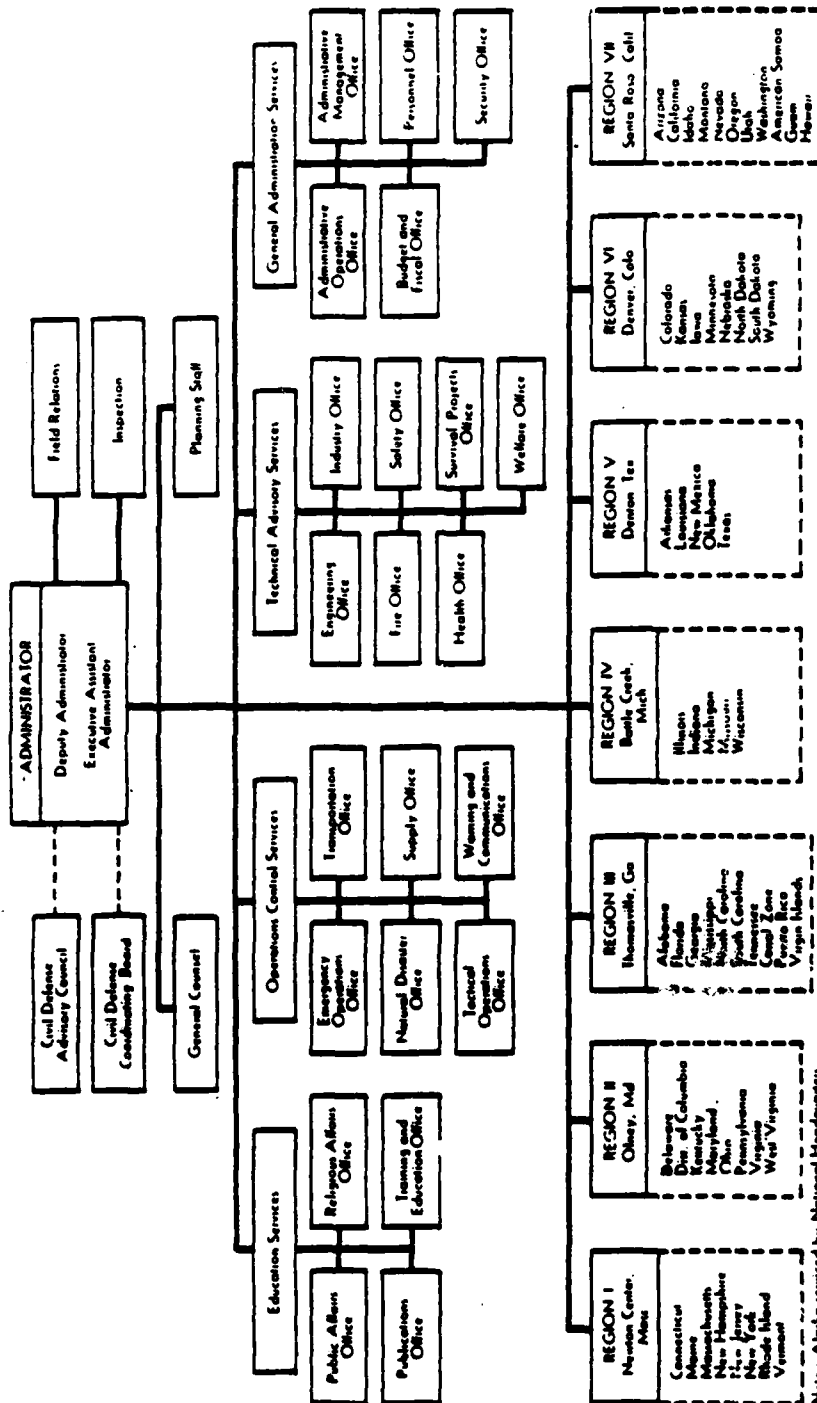 ADMINISTRATOR
Deputy Administrator
Executive Assistant
Administrator
Civil Defense
Advisory Council
Civil Defense
Coordinating Board
Field Relations
Inspection
General Counsel
Planning Staff
Education Services
Public Affairs
Office
Religious Affairs
Office
Publications
Office
Training and
Education Office
Operations Control Services
Emergency
Operations
Office
Transportation
Office
Natural Disaster
Office
Supply Office
Tactical
Operations
Office
Warning and
Communications
Office
Technical Advisory Services
Engineering
Office
Industry Office
Fire Office
Safety Office
Health Office
Survival Projects
Office
Welfare Office
General Administration Services
Administrative
Operations
Office
Administrative
Management
Office
Budget and
Fiscal Office
Personnel Office
Security Office
REGION I
Newton Center,
Mass
Connecticut
Maine
Massachusetts
New Hampshire
New Jersey
New York
Rhode Island
Vermont
REGION II
Olney, Md
Delaware
Dist. of Columbia
Kentucky
Maryland
Ohio
Pennsylvania
Virginia
West Virginia
REGION III
Thomasville, Ga
Alabama
Florida
Georgia
Mississippi
North Carolina
South Carolina
Tennessee
Canal Zone
Puerto Rico
Virgin Islands
REGION IV
Battle Creek,
Mich
Illinois
Indiana
Michigan
Missouri
Wisconsin
REGION V
Denton Tex
Arkansas
Louisiana
New Mexico
Oklahoma
Texas
REGION VI
Denver, Colo
Colorado
Kansas
Iowa
Minnesota
Nebraska
North Dakota
South Dakota
Wyoming
REGION VII
Santa Rosa Calif
Arizona
California
Idaho
Montana
Nevada
Oregon
Utah
Washington
American Samoa
Guam
Hawaii
Alaska serviced by National Headquarters